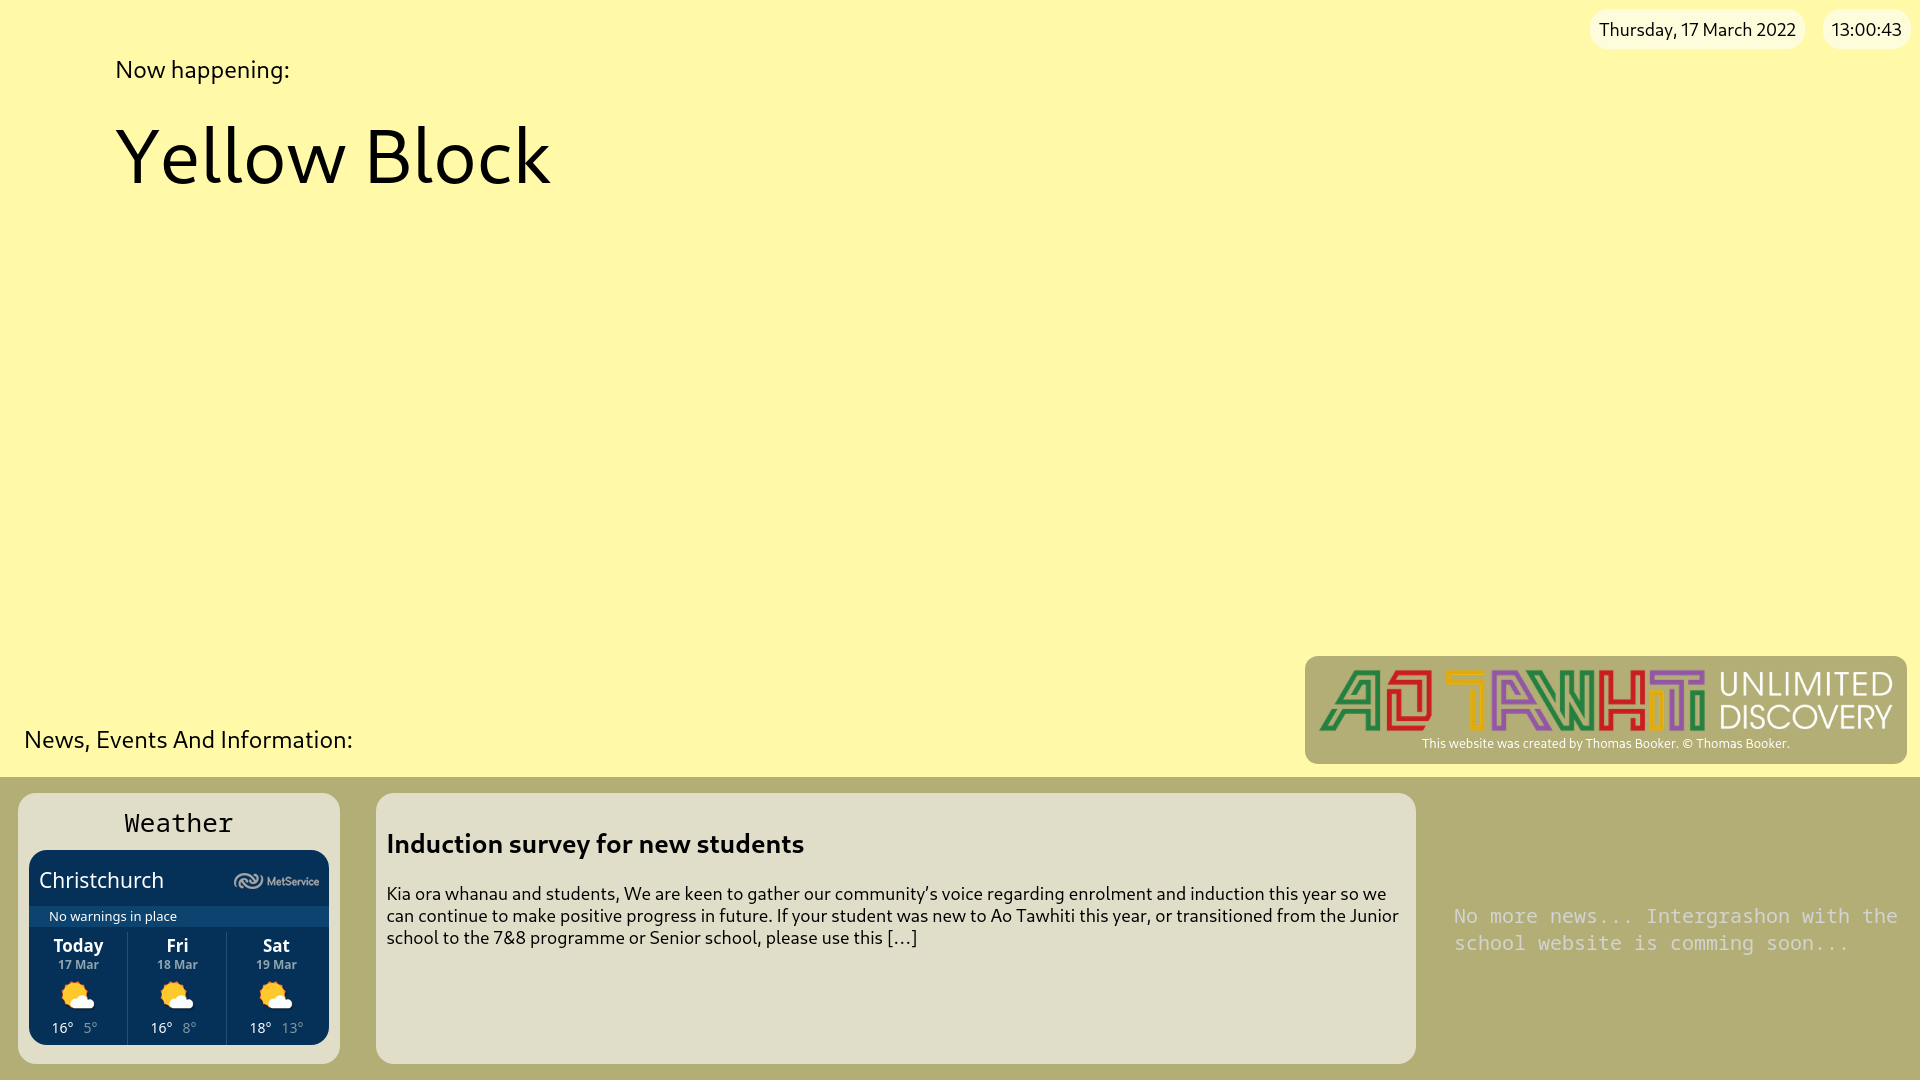 Thursday, 17 March 2022
13:00:43
Now happening:
Yellow Block
AO TAWHITI UNLIMITED DISCOVERY
This website was created by Thomas Booker. © Thomas Booker.
News, Events And Information:
Weather
Christchurch
MetService
No warnings in place
Today Fri Sat
17 Mar 18 Mar 19 Mar
16° 5° 16° 8° 18° 13°
Induction survey for new students
Kia ora whanau and students, We are keen to gather our community’s voice regarding enrolment and induction this year so we
can continue to make positive progress in future. If your student was new to Ao Tawhiti this year, or transitioned from the Junior
school to the 7&8 programme or Senior school, please use this […]
No more news... Intergrashon with the
school website is comming soon...